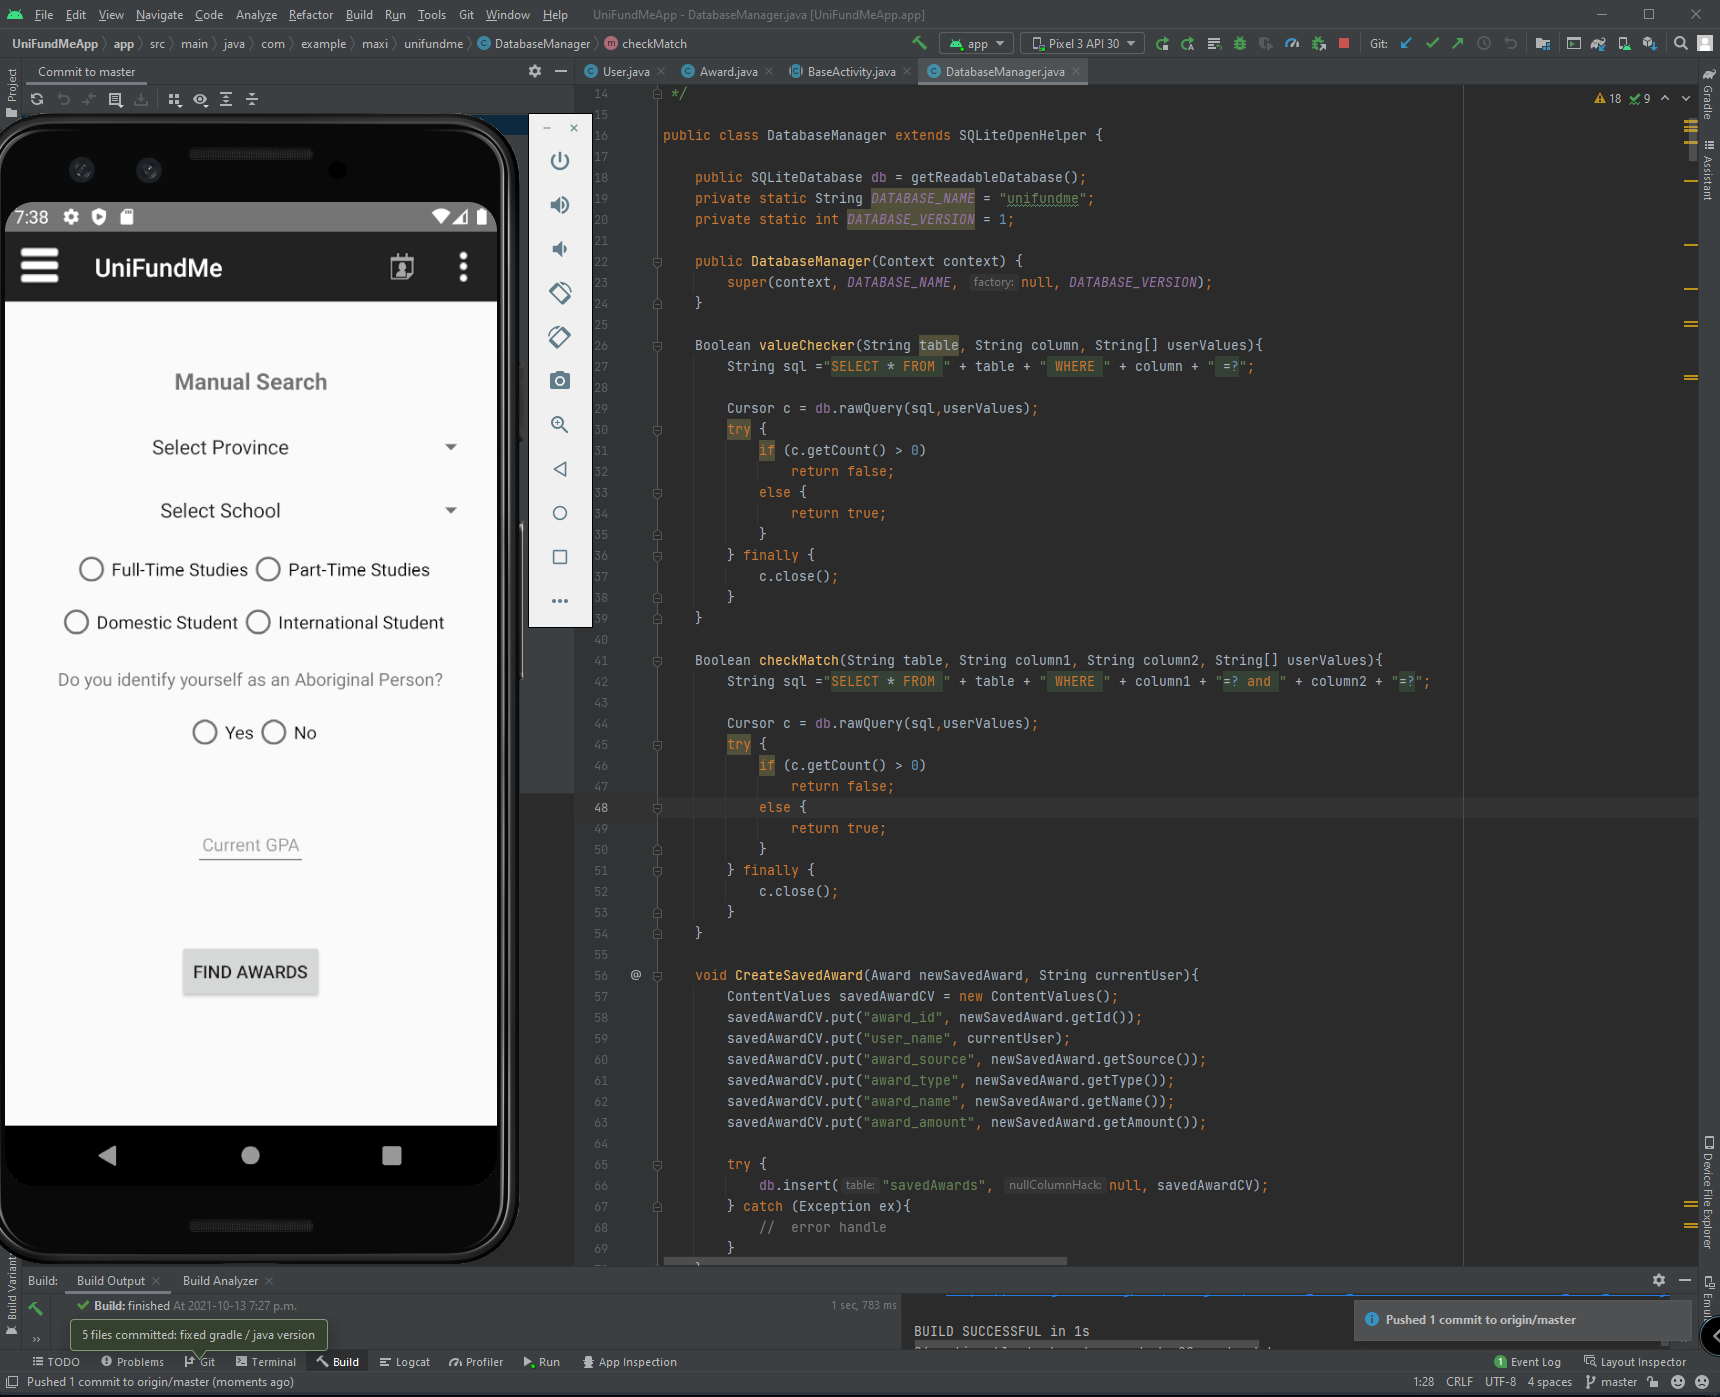 File Edit View Navigate Code Analyze Refactor Build Run Tools Git Window Help UniFundMeApp - DatabaseManager.java [UniFundMeApp.app]
UniFundMeApp app src main java com example maxi unifundme DatabaseManager checkMatch app Pixel 3 API 30 Git:
Commit to master User.java Award.java BaseActivity.java DatabaseManager.java
Project
Gradle
Assistant
18 9
7:38
UniFundMe
Manual Search
Select Province
Select School
Full-Time Studies Part-Time Studies
Domestic Student International Student
Do you identify yourself as an Aboriginal Person?
Yes No
Current GPA
FIND AWARDS
14 */
15
16 public class DatabaseManager extends SQLiteOpenHelper {
17
18 public SQLiteDatabase db = getReadableDatabase();
19 private static String DATABASE_NAME = "unifundme";
20 private static int DATABASE_VERSION = 1;
21
22 public DatabaseManager(Context context) {
23 super(context, DATABASE_NAME, factory: null, DATABASE_VERSION);
24 }
25
26 Boolean valueChecker(String table, String column, String[] userValues){
27 String sql ="SELECT * FROM " + table + " WHERE " + column + " =?";
28
29 Cursor c = db.rawQuery(sql,userValues);
30 try {
31 if (c.getCount() > 0)
32 return false;
33 else {
34 return true;
35 }
36 } finally {
37 c.close();
38 }
39 }
40
41 Boolean checkMatch(String table, String column1, String column2, String[] userValues){
42 String sql ="SELECT * FROM " + table + " WHERE " + column1 + "=? and " + column2 + "=?";
43
44 Cursor c = db.rawQuery(sql,userValues);
45 try {
46 if (c.getCount() > 0)
47 return false;
48 else {
49 return true;
50 }
51 } finally {
52 c.close();
53 }
54 }
55
56 @ void CreateSavedAward(Award newSavedAward, String currentUser){
57 ContentValues savedAwardCV = new ContentValues();
58 savedAwardCV.put("award_id", newSavedAward.getId());
59 savedAwardCV.put("user_name", currentUser);
60 savedAwardCV.put("award_source", newSavedAward.getSource());
61 savedAwardCV.put("award_type", newSavedAward.getType());
62 savedAwardCV.put("award_name", newSavedAward.getName());
63 savedAwardCV.put("award_amount", newSavedAward.getAmount());
64
65 try {
66 db.insert( table: "savedAwards", nullColumnHack: null, savedAwardCV);
67 } catch (Exception ex){
68 // error handle
69 }
Device File Explorer
Build Variants
Build: Build Output Build Analyzer
Build: finished At 2021-10-13 7:27 p.m. 1 sec, 783 ms
BUILD SUCCESSFUL in 1s
5 files committed: fixed gradle / java version
Pushed 1 commit to origin/master
TODO Problems Git Terminal Build Logcat Profiler Run App Inspection 1 Event Log Layout Inspector
Pushed 1 commit to origin/master (moments ago) 1:28 CRLF UTF-8 4 spaces master